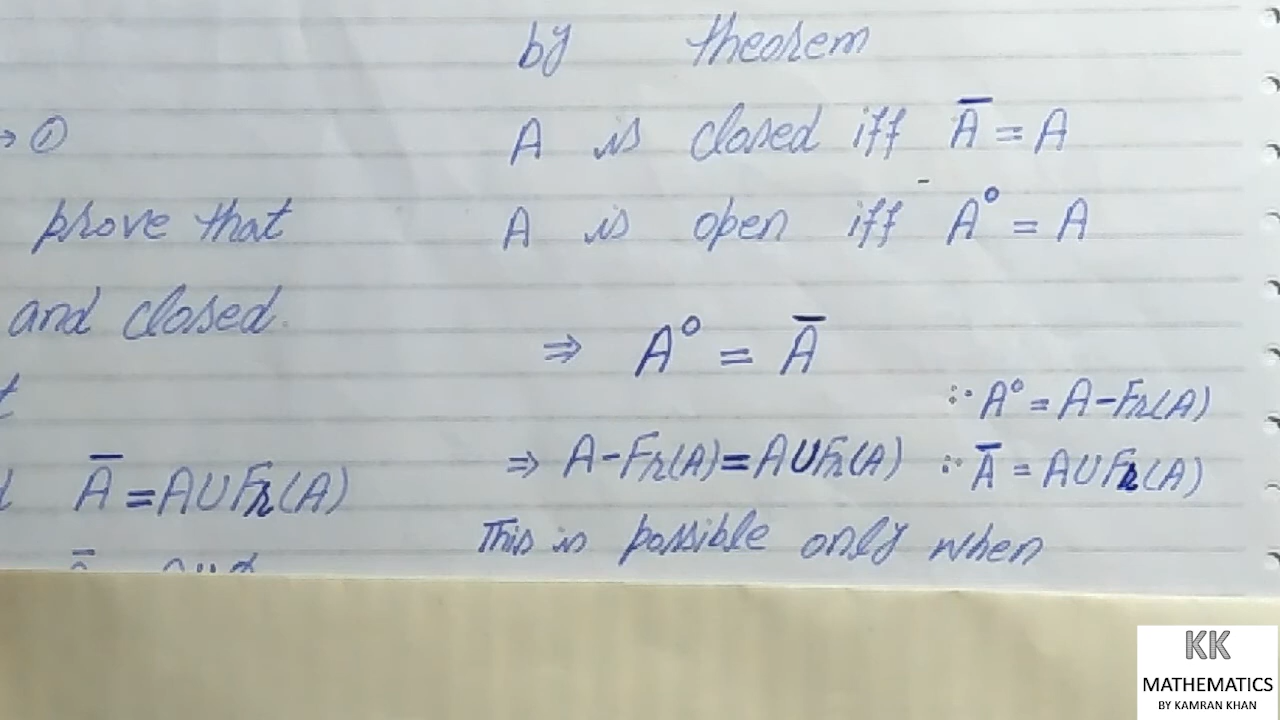 → ①
prove that
and closed.
Ā = A ∪ Fr(A)
by theorem
A is closed iff Ā = A
A is open iff A° = A
⇒ A° = Ā
∵ A° = A - Fr(A)
⇒ A - Fr(A) = A ∪ Fr(A) ∵ Ā = A ∪ Fr(A)
This is possible only when
KK
MATHEMATICS
BY KAMRAN KHAN